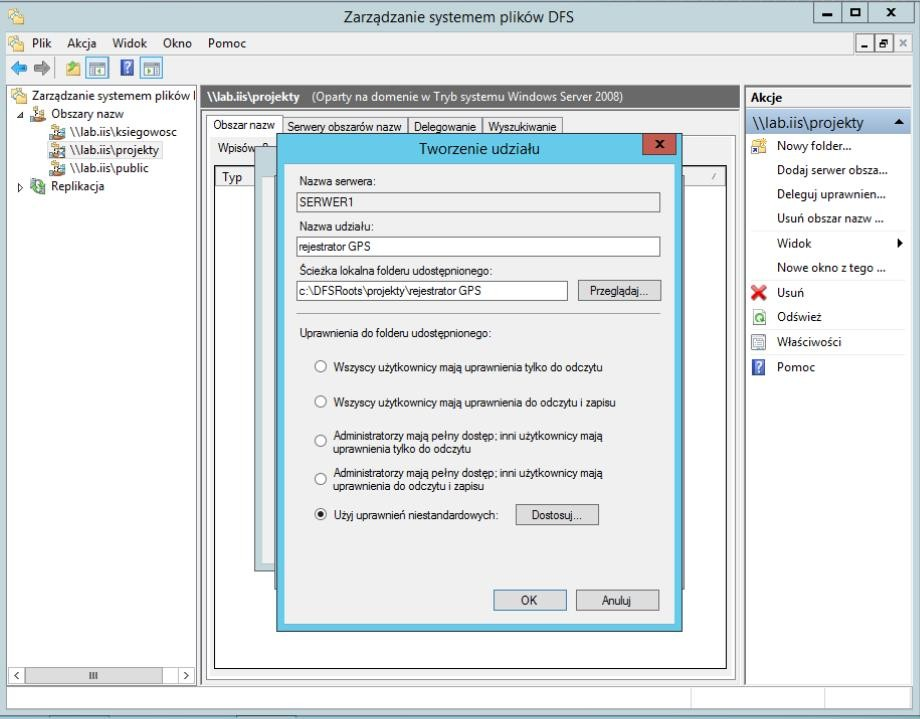 Zarządzanie systemem plików DFS
Plik Akcja Widok Okno Pomoc
Zarządzanie systemem plików
Obszary nazw
\\lab.iis\ksiegowosc
\\lab.iis\projekty
\\lab.iis\public
Replikacja
\\lab.iis\projekty (Oparty na domenie w Tryb systemu Windows Server 2008)
Obszar nazw Serwery obszarów nazw Delegowanie Wyszukiwanie
Wpisów
Typ
Tworzenie udziału
Nazwa serwera:
SERWER1
Nazwa udziału:
rejestrator GPS
Ścieżka lokalna folderu udostępnionego:
c:\DFSRoots\projekty\rejestrator GPS
Przeglądaj...
Uprawnienia do folderu udostępnionego:
Wszyscy użytkownicy mają uprawnienia tylko do odczytu
Wszyscy użytkownicy mają uprawnienia do odczytu i zapisu
Administratorzy mają pełny dostęp; inni użytkownicy mają
uprawnienia tylko do odczytu
Administratorzy mają pełny dostęp; inni użytkownicy mają
uprawnienia do odczytu i zapisu
Użyj uprawnień niestandardowych:
Dostosuj...
OK
Anuluj
Akcje
\\lab.iis\projekty
Nowy folder...
Dodaj serwer obsza...
Deleguj uprawnien...
Usuń obszar nazw ...
Widok
Nowe okno z tego ...
Usuń
Odśwież
Właściwości
Pomoc